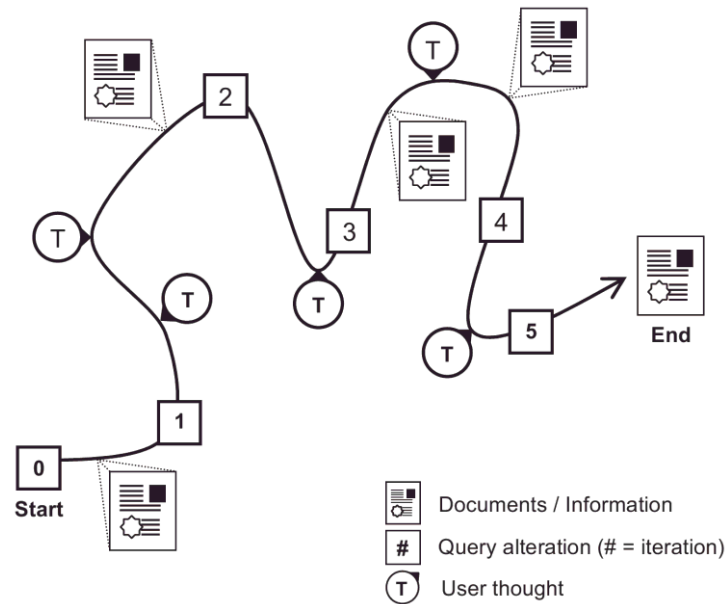 T
2
T
3
4
T
T
T
T
5
End
1
0
Start
Documents / Information
# Query alteration (# = iteration)
T User thought